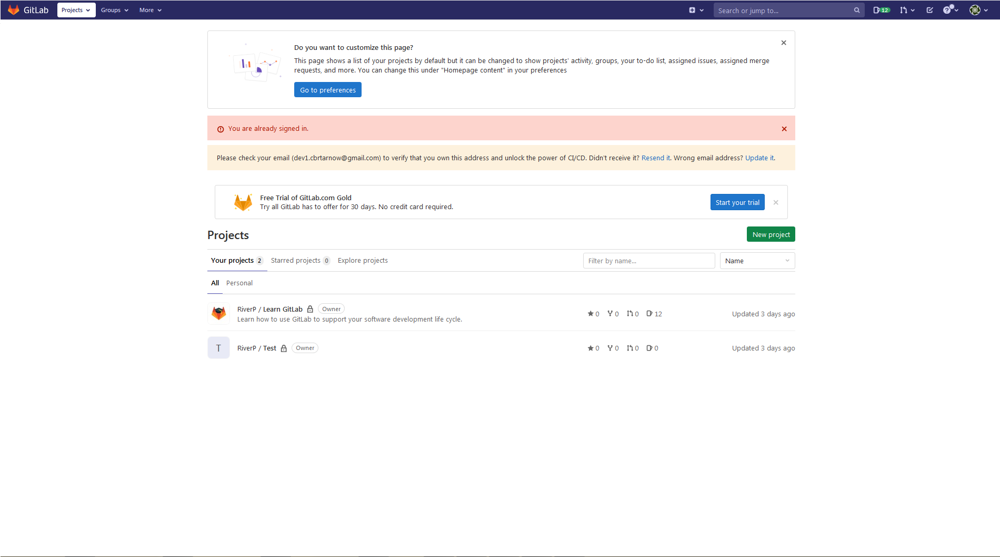 GitLab Projects Groups More Search or jump to... 12
Do you want to customize this page?
This page shows a list of your projects by default but it can be changed to show projects' activity, groups, your to-do list, assigned issues, assigned merge
requests, and more. You can change this under "Homepage content" in your preferences
Go to preferences
You are already signed in.
Please check your email (dev1.cbrtarnow@gmail.com) to verify that you own this address and unlock the power of CI/CD. Didn't receive it? Resend it. Wrong email address? Update it.
Free Trial of GitLab.com Gold
Try all GitLab has to offer for 30 days. No credit card required.
Start your trial
Projects
New project
Your projects 2 Starred projects 0 Explore projects Filter by name... Name
All Personal
RiverP / Learn GitLab Owner
Learn how to use GitLab to support your software development life cycle.
0 0 0 12 Updated 3 days ago
T RiverP / Test Owner 0 0 0 0 Updated 3 days ago